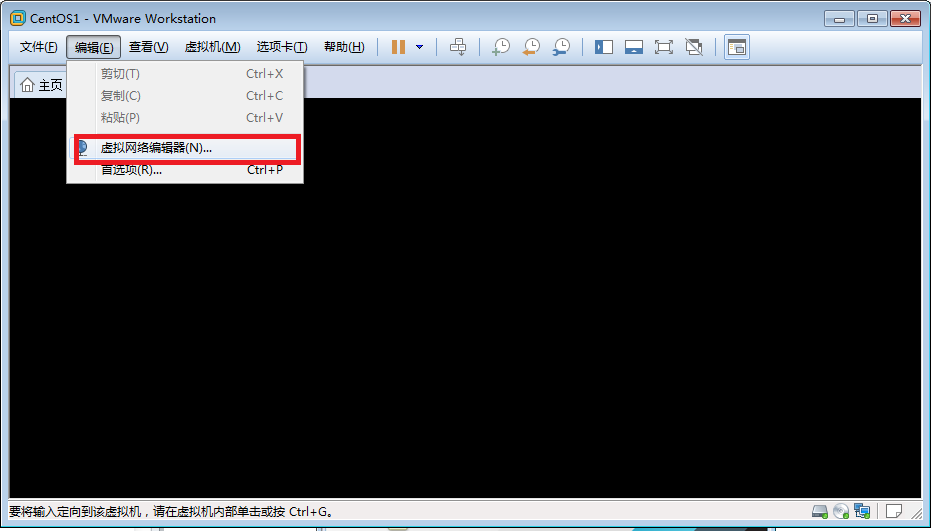 CentOS1 - VMware Workstation
文件(F) 编辑(E) 查看(V) 虚拟机(M) 选项卡(T) 帮助(H)
主页
剪切(T) Ctrl+X
复制(C) Ctrl+C
粘贴(P) Ctrl+V
虚拟网络编辑器(N)...
首选项(R)... Ctrl+P
要将输入定向到该虚拟机，请在虚拟机内部单击或按 Ctrl+G。